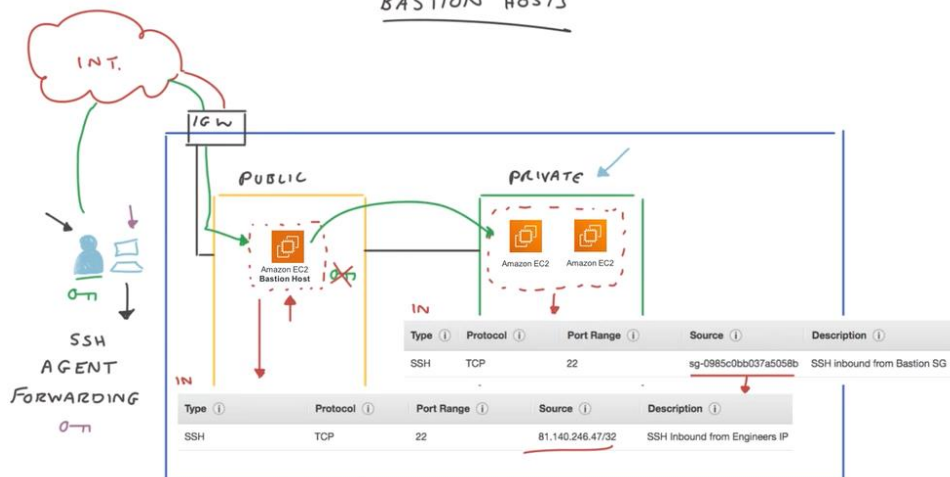 BASTION HOSTS
INT.
IGW
PUBLIC
PRIVATE
Amazon EC2
Bastion Host
Amazon EC2
Amazon EC2
SSH
AGENT
FORWARDING
IN
Type Protocol Port Range Source Description
SSH TCP 22 sg-0985c0bb037a5058b SSH inbound from Bastion SG
IN
Type Protocol Port Range Source Description
SSH TCP 22 81.140.246.47/32 SSH Inbound from Engineers IP